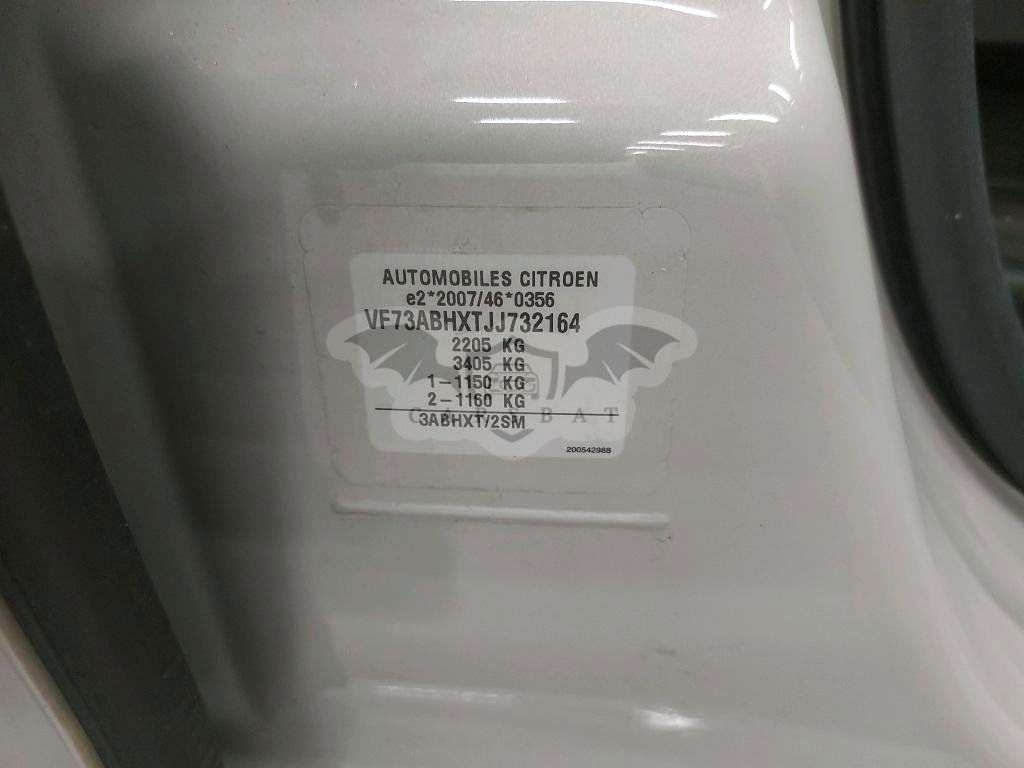 AUTOMOBILES CITROEN
e2*2007/46*0356
VF73ABHXTJJ732164
2205 KG
3405 KG
1-1150 KG
2-1160 KG
CAREBAT
3ABHXT/2SM
200542988